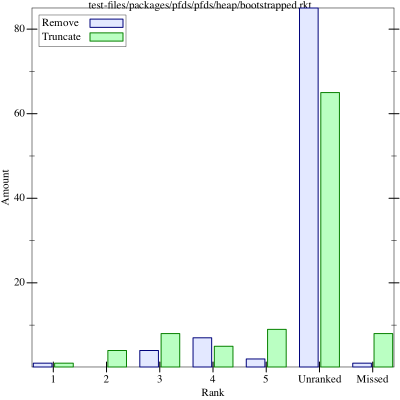 test-files/packages/pfds/pfds/heap/bootstrapped.rkt
Remove
Truncate
80
60
40
20
Amount
1 2 3 4 5 Unranked Missed
Rank